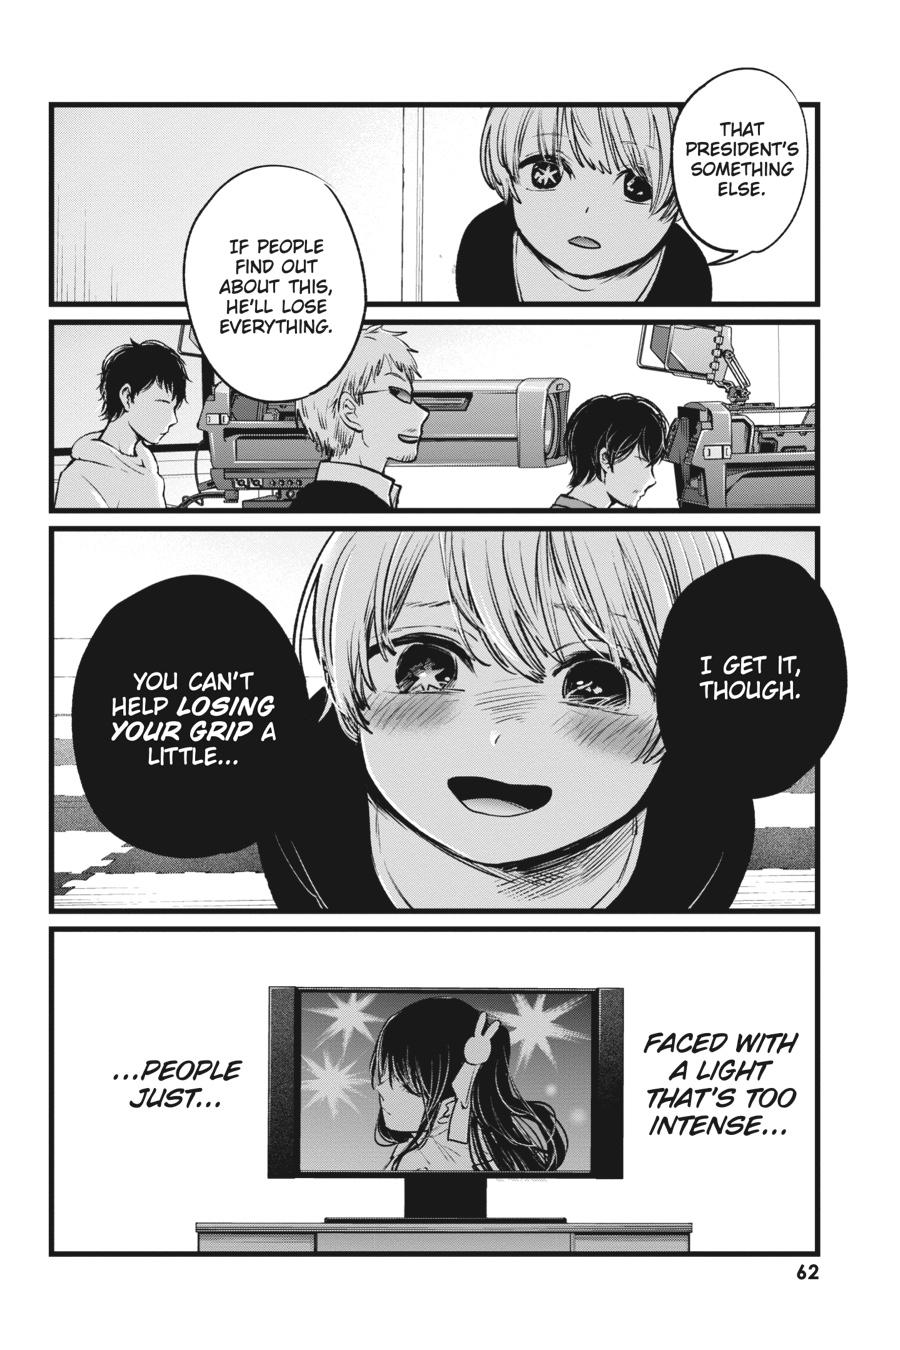 THAT
PRESIDENT'S
SOMETHING
ELSE.
IF PEOPLE
FIND OUT
ABOUT THIS,
HE'LL LOSE
EVERYTHING.
I GET IT,
THOUGH.
YOU CAN'T
HELP LOSING
YOUR GRIP A
LITTLE...
FACED WITH
A LIGHT
THAT'S TOO
INTENSE...
...PEOPLE
JUST...
62